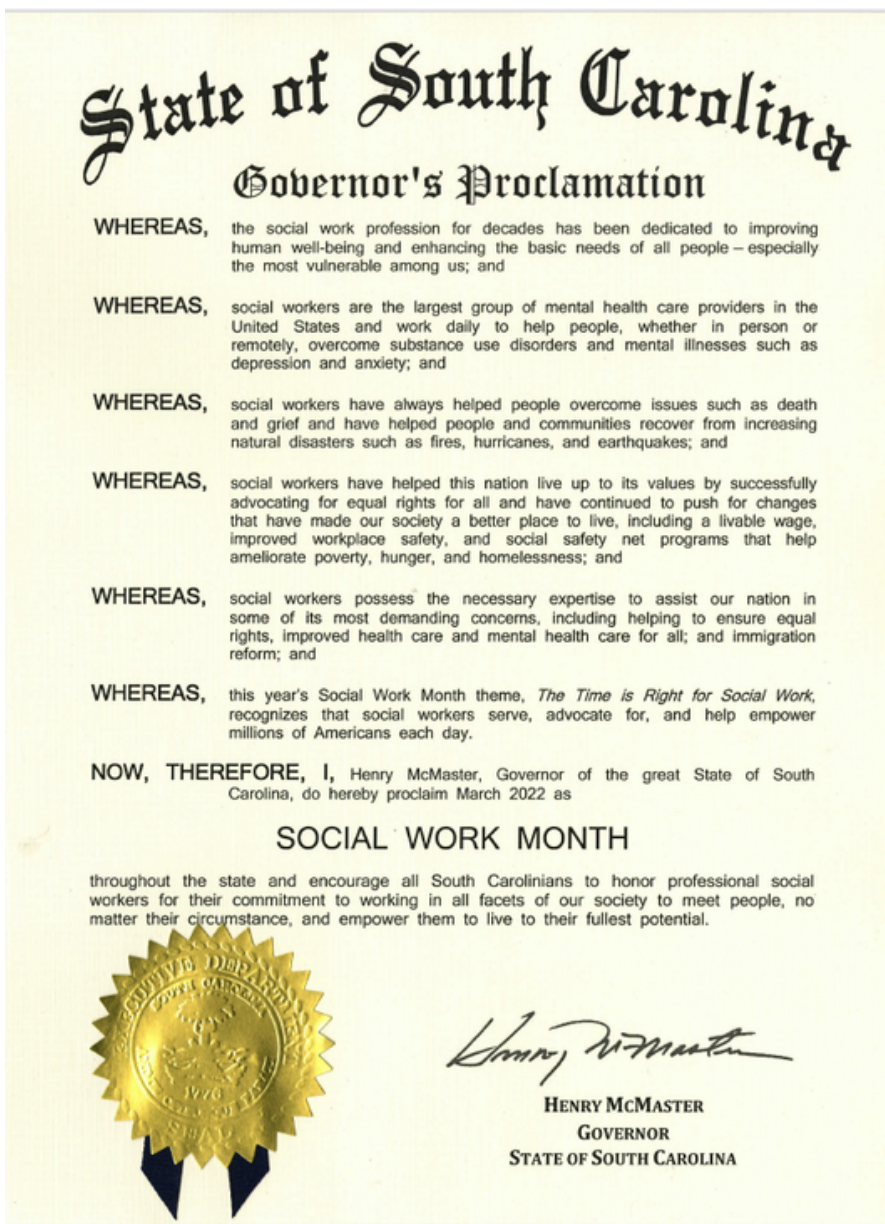 State of South Carolina
Governor's Proclamation
WHEREAS, the social work profession for decades has been dedicated to improving
human well-being and enhancing the basic needs of all people – especially
the most vulnerable among us; and
WHEREAS, social workers are the largest group of mental health care providers in the
United States and work daily to help people, whether in person or
remotely, overcome substance use disorders and mental illnesses such as
depression and anxiety; and
WHEREAS, social workers have always helped people overcome issues such as death
and grief and have helped people and communities recover from increasing
natural disasters such as fires, hurricanes, and earthquakes; and
WHEREAS, social workers have helped this nation live up to its values by successfully
advocating for equal rights for all and have continued to push for changes
that have made our society a better place to live, including a livable wage,
improved workplace safety, and social safety net programs that help
ameliorate poverty, hunger, and homelessness; and
WHEREAS, social workers possess the necessary expertise to assist our nation in
some of its most demanding concerns, including helping to ensure equal
rights, improved health care and mental health care for all; and immigration
reform; and
WHEREAS, this year's Social Work Month theme, The Time is Right for Social Work,
recognizes that social workers serve, advocate for, and help empower
millions of Americans each day.
NOW, THEREFORE, I, Henry McMaster, Governor of the great State of South
Carolina, do hereby proclaim March 2022 as
SOCIAL WORK MONTH
throughout the state and encourage all South Carolinians to honor professional social
workers for their commitment to working in all facets of our society to meet people, no
matter their circumstance, and empower them to live to their fullest potential.
EXECUTIVE DEPARTMENT
SOUTH CAROLINA
1776
SEAL
Henry McMaster
HENRY MCMASTER
GOVERNOR
STATE OF SOUTH CAROLINA